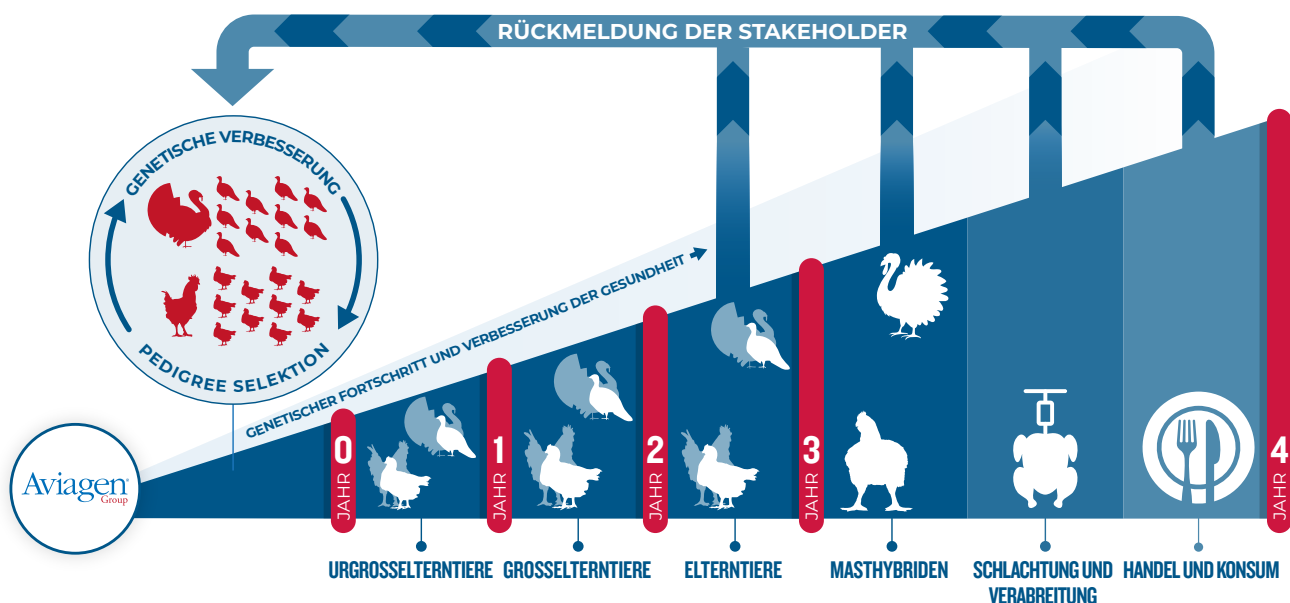 RÜCKMELDUNG DER STAKEHOLDER
GENETISCHE VERBESSERUNG
PEDIGREE SELEKTION
GENETISCHER FORTSCHRITT UND VERBESSERUNG DER GESUNDHEIT
Aviagen®
Group
JAHR 0
JAHR 1
JAHR 2
JAHR 3
JAHR 4
URGROSSELTERNTIERE
GROSSELTERNTIERE
ELTERNTIERE
MASTHYBRIDEN
SCHLACHTUNG UND
VERABREITUNG
HANDEL UND KONSUM